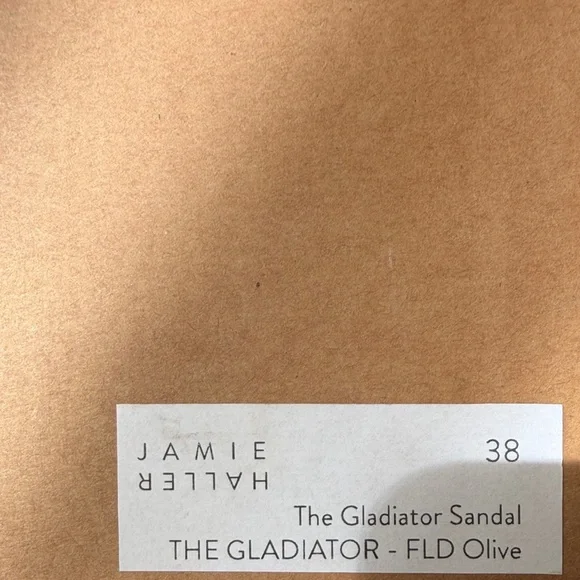 JAMIE
HALLER
38
The Gladiator Sandal
THE GLADIATOR - FLD Olive